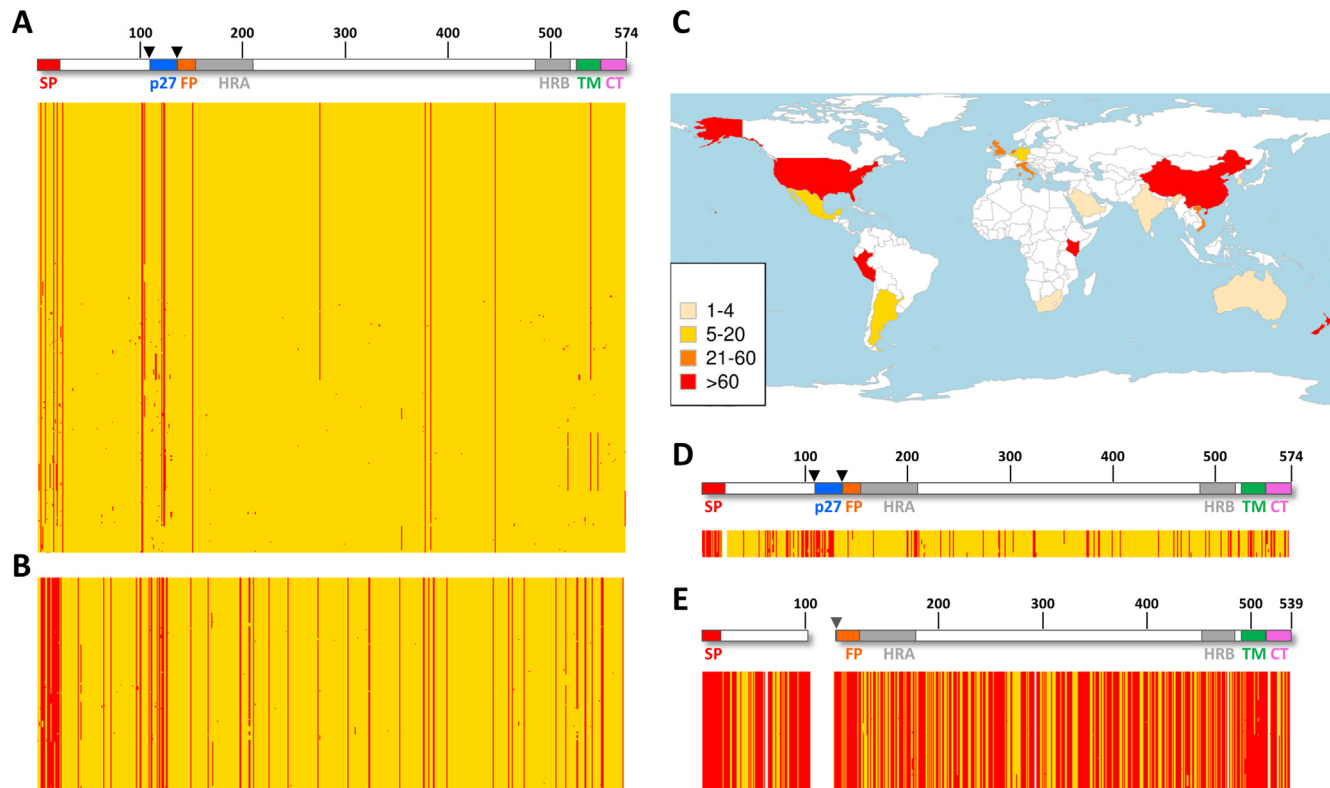 A
100 200 300 400 500 574
SP p27 FP HRA HRB TM CT
B
C
1-4
5-20
21-60
>60
D
100 200 300 400 500 574
SP p27 FP HRA HRB TM CT
E
100 200 300 400 500 539
SP FP HRA HRB TM CT